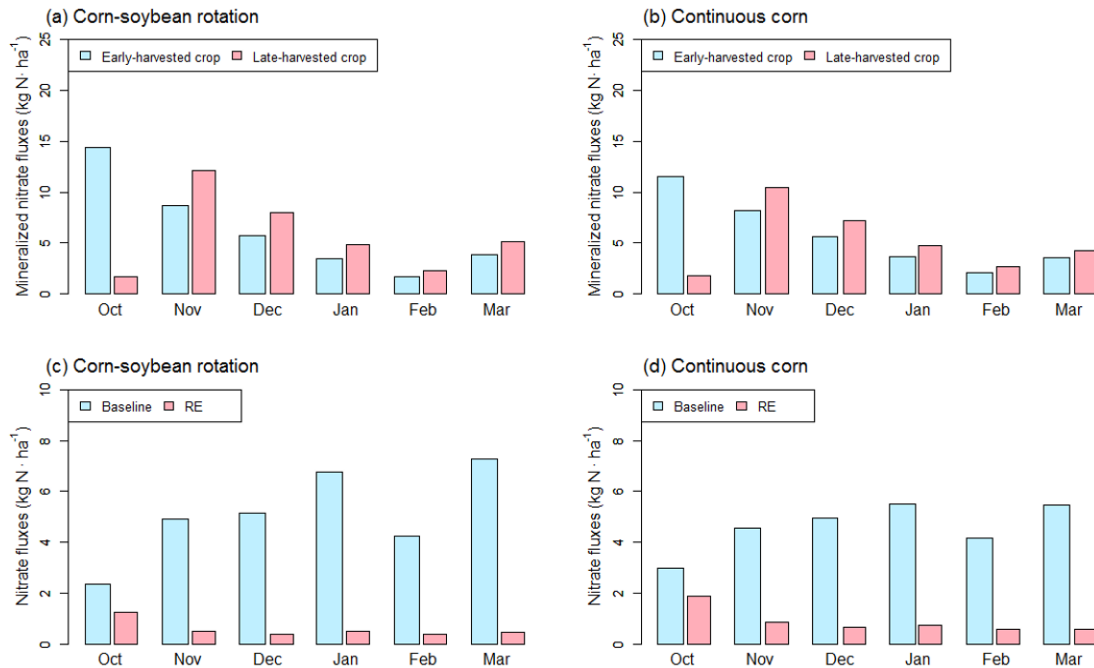 (a) Corn-soybean rotation
Mineralized nitrate fluxes (kg N · ha⁻¹)
25
20
15
10
5
0
Early-harvested crop Late-harvested crop
Oct Nov Dec Jan Feb Mar
(b) Continuous corn
Mineralized nitrate fluxes (kg N · ha⁻¹)
25
20
15
10
5
0
Early-harvested crop Late-harvested crop
Oct Nov Dec Jan Feb Mar
(c) Corn-soybean rotation
Nitrate fluxes (kg N · ha⁻¹)
10
8
6
4
2
0
Baseline RE
Oct Nov Dec Jan Feb Mar
(d) Continuous corn
Nitrate fluxes (kg N · ha⁻¹)
10
8
6
4
2
0
Baseline RE
Oct Nov Dec Jan Feb Mar